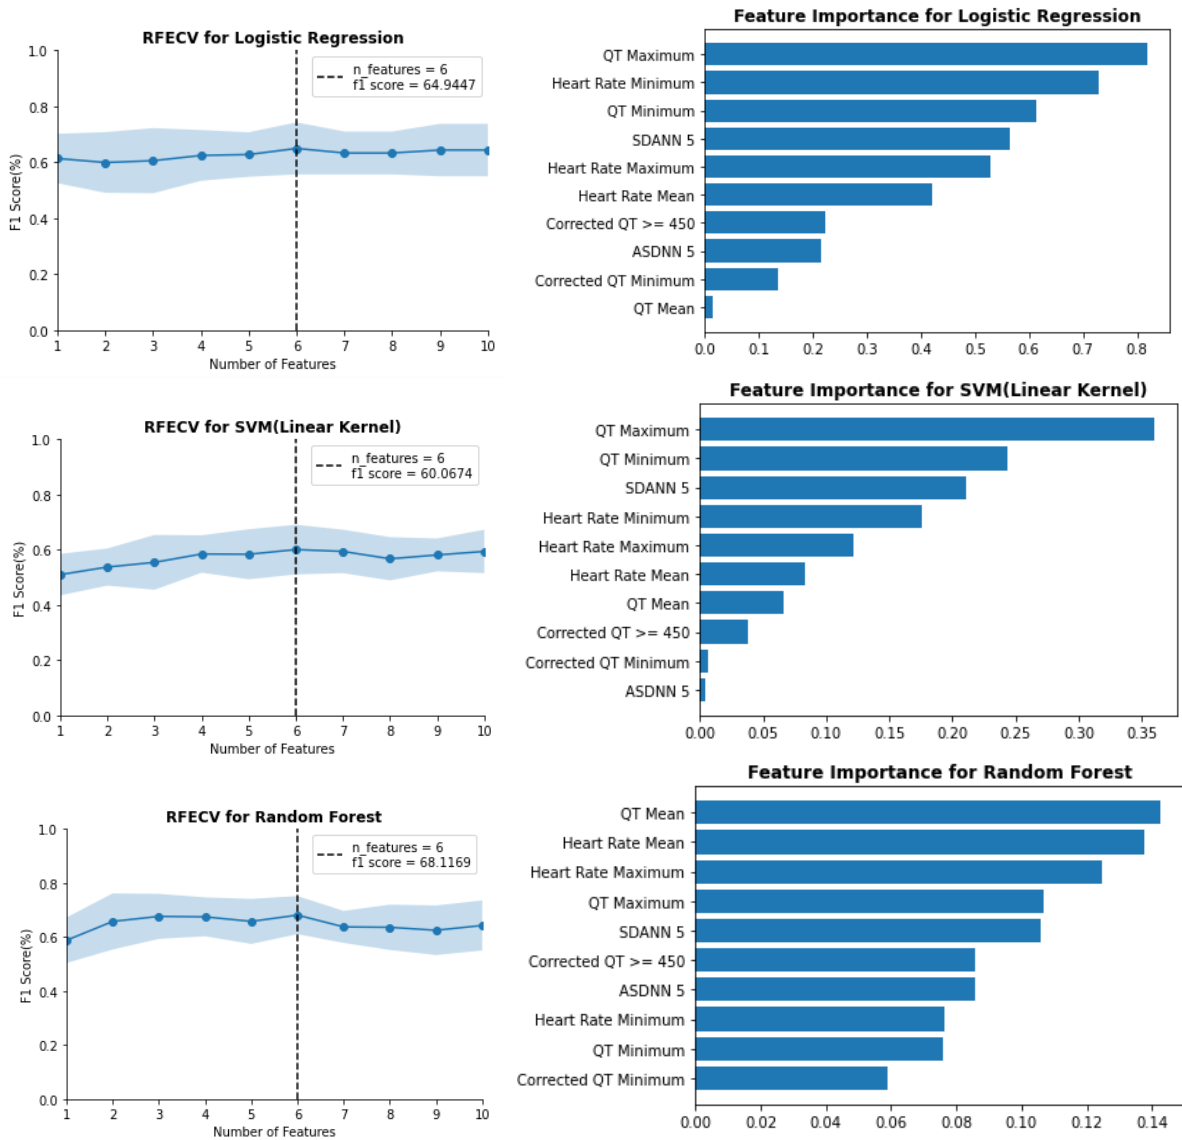 RFECV for Logistic Regression
n_features = 6
f1 score = 64.9447
F1 Score(%)
1.0
0.8
0.6
0.4
0.2
0.0
1 2 3 4 5 6 7 8 9 10
Number of Features
Feature Importance for Logistic Regression
QT Maximum
Heart Rate Minimum
QT Minimum
SDANN 5
Heart Rate Maximum
Heart Rate Mean
Corrected QT >= 450
ASDNN 5
Corrected QT Minimum
QT Mean
0.0 0.1 0.2 0.3 0.4 0.5 0.6 0.7 0.8
RFECV for SVM(Linear Kernel)
n_features = 6
f1 score = 60.0674
F1 Score(%)
1.0
0.8
0.6
0.4
0.2
0.0
1 2 3 4 5 6 7 8 9 10
Number of Features
Feature Importance for SVM(Linear Kernel)
QT Maximum
QT Minimum
SDANN 5
Heart Rate Minimum
Heart Rate Maximum
Heart Rate Mean
QT Mean
Corrected QT >= 450
Corrected QT Minimum
ASDNN 5
0.00 0.05 0.10 0.15 0.20 0.25 0.30 0.35
RFECV for Random Forest
n_features = 6
f1 score = 68.1169
F1 Score(%)
1.0
0.8
0.6
0.4
0.2
0.0
1 2 3 4 5 6 7 8 9 10
Number of Features
Feature Importance for Random Forest
QT Mean
Heart Rate Mean
Heart Rate Maximum
QT Maximum
SDANN 5
Corrected QT >= 450
ASDNN 5
Heart Rate Minimum
QT Minimum
Corrected QT Minimum
0.00 0.02 0.04 0.06 0.08 0.10 0.12 0.14